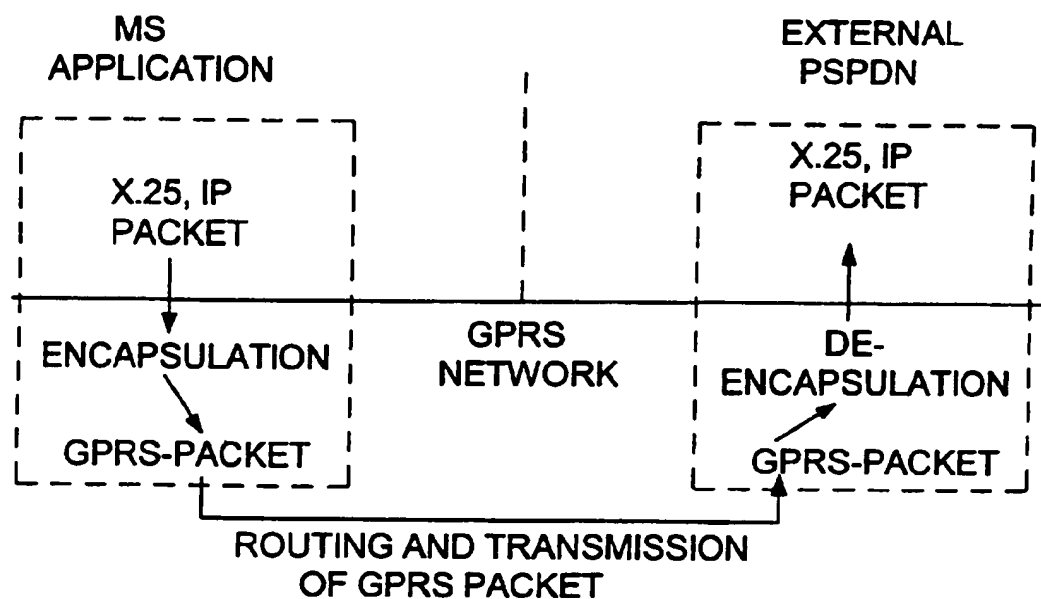 MS
APPLICATION
EXTERNAL
PSPDN
X.25, IP
PACKET
X.25, IP
PACKET
ENCAPSULATION
GPRS
NETWORK
DE-
ENCAPSULATION
GPRS-PACKET
GPRS-PACKET
ROUTING AND TRANSMISSION
OF GPRS PACKET